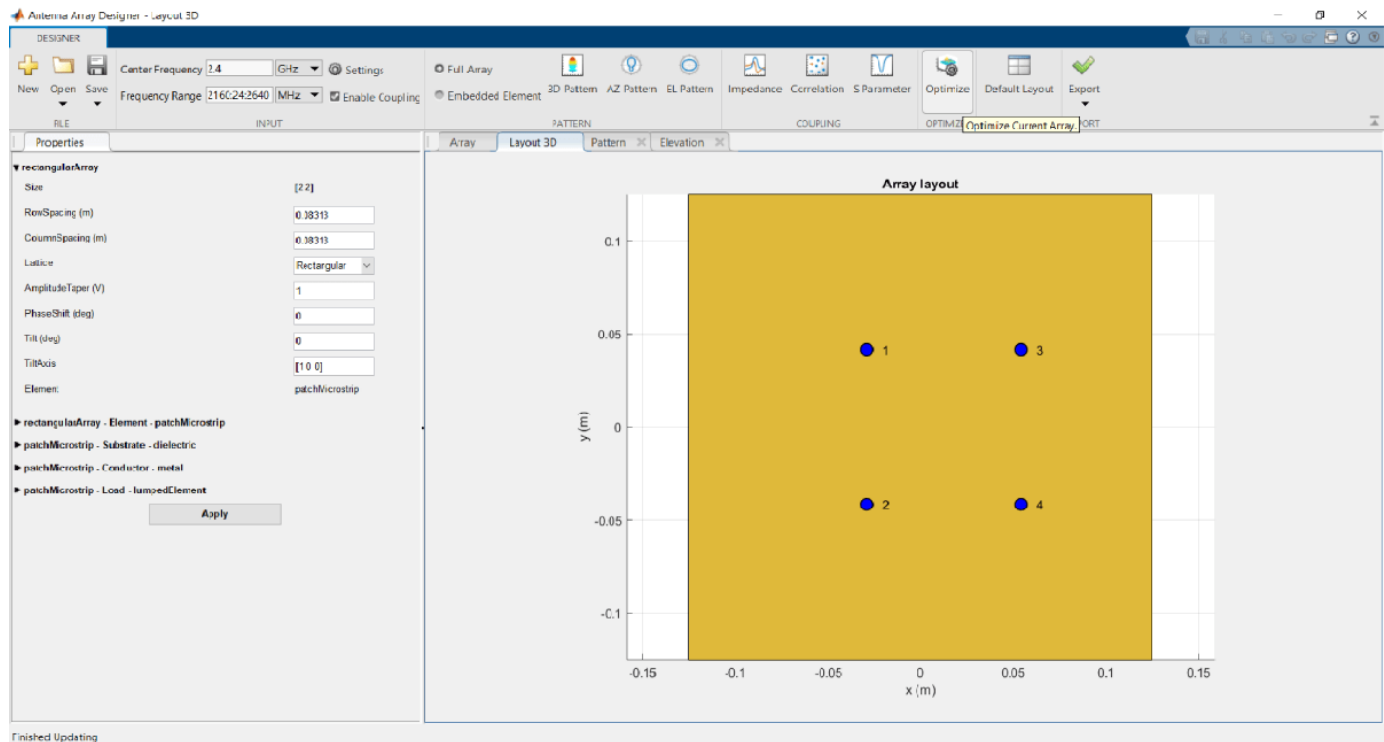 Antenna Array Designer - Layout 3D
DESIGNER
New Open Save
FILE
Center Frequency 2.4 GHz Settings
Frequency Range 2160:24:2640 MHz Enable Coupling
INPUT
Full Array
Embedded Element
3D Pattern AZ Pattern EL Pattern
PATTERN
Impedance Correlation S Parameter
COUPLING
Optimize
OPTIMIZ
Default Layout
Export
PORT
Optimize Current Array.
Properties
Array Layout 3D Pattern Elevation
rectangularArray
Size [2 2]
RowSpacing (m) 0.08313
ColumnSpacing (m) 0.08313
Lattice Rectangular
AmplitudeTaper (V) 1
PhaseShift (deg) 0
Tilt (deg) 0
TiltAxis [1 0 0]
Element patchMicrostrip
rectangularArray - Element - patchMicrostrip
patchMicrostrip - Substrate - dielectric
patchMicrostrip - Conductor - metal
patchMicrostrip - Load - lumpedElement
Apply
Array layout
0.1
0.05
0
-0.05
-0.1
y (m)
1 3
2 4
-0.15 -0.1 -0.05 0 0.05 0.1 0.15
x (m)
Finished Updating